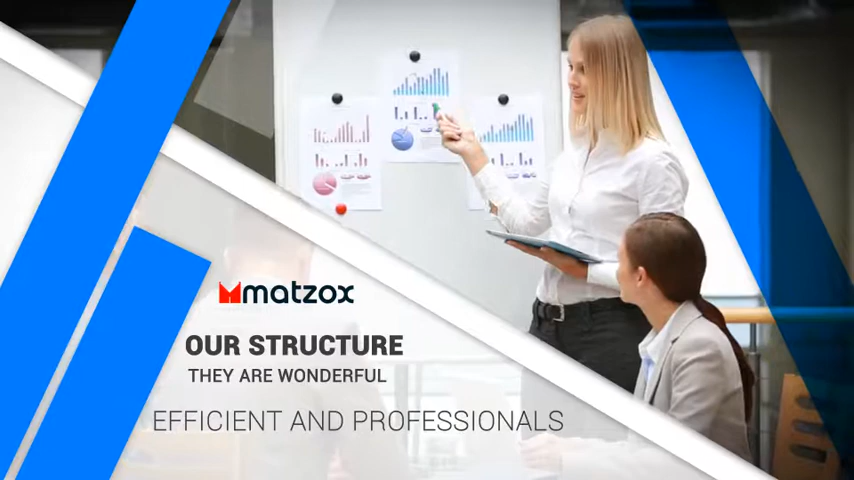 matzox
OUR STRUCTURE
THEY ARE WONDERFUL
EFFICIENT AND PROFESSIONALS